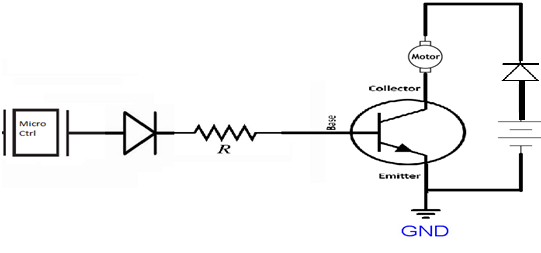 Motor
Collector
Micro
Ctrl
Base
R
Emitter
GND